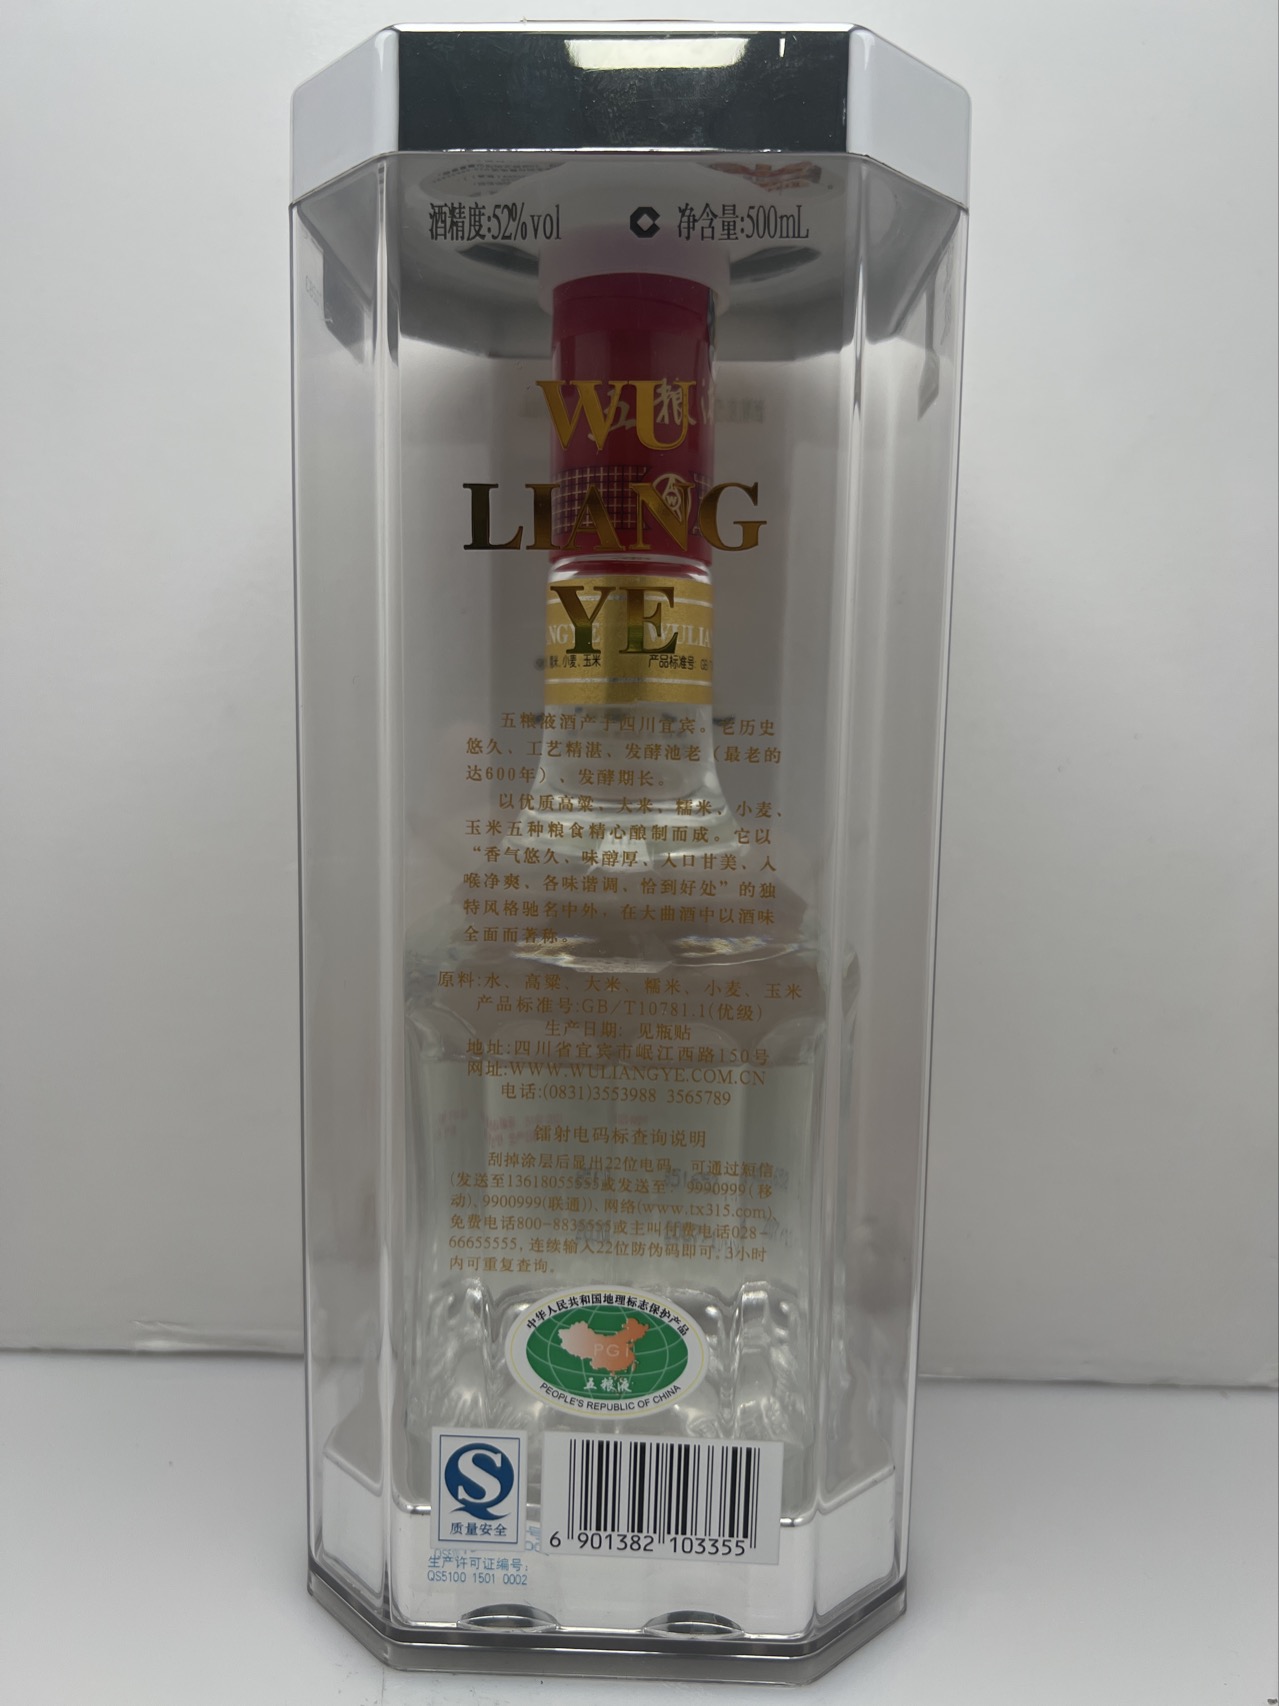 酒精度:52%vol
净含量:500mL
五粮
WU
LIANG
YE
小麦、玉米
产品标准号:
五粮液酒产于四川宜宾。它历史
悠久、工艺精湛、发酵池老（最老的
达600年）、发酵期长。
以优质高粱、大米、糯米、小麦、
玉米五种粮食精心酿制而成。它以
“香气悠久、味醇厚、入口甘美、入
喉净爽、各味谐调、恰到好处”的独
特风格驰名中外，在大曲酒中以酒味
全面而著称。
原料:水、高粱、大米、糯米、小麦、玉米
产品标准号:GB/T10781.1(优级)
生产日期: 见瓶贴
地址:四川省宜宾市岷江西路150号
网址:WWW.WULIANGYE.COM.CN
电话:(0831)3553988 3565789
镭射电码标查询说明
刮掉涂层后显出22位电码，可通过短信
(发送至13618055555或发送至: 9990999(移
动)、9900999(联通))、网络(www.tx315.com)、
免费电话800-8835555或主叫付费电话028-
66655555, 连续输入22位防伪码即可, 3小时
内可重复查询。
中华人民共和国地理标志保护产品
PGI
五粮液
PEOPLE'S REPUBLIC OF CHINA
质量安全
6 901382 103355
生产许可证编号:
QS5100 1501 0002